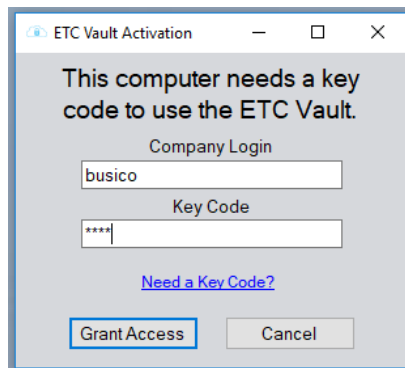 ETC Vault Activation
This computer needs a key
code to use the ETC Vault.
Company Login
busico
Key Code
****
Need a Key Code?
Grant Access Cancel